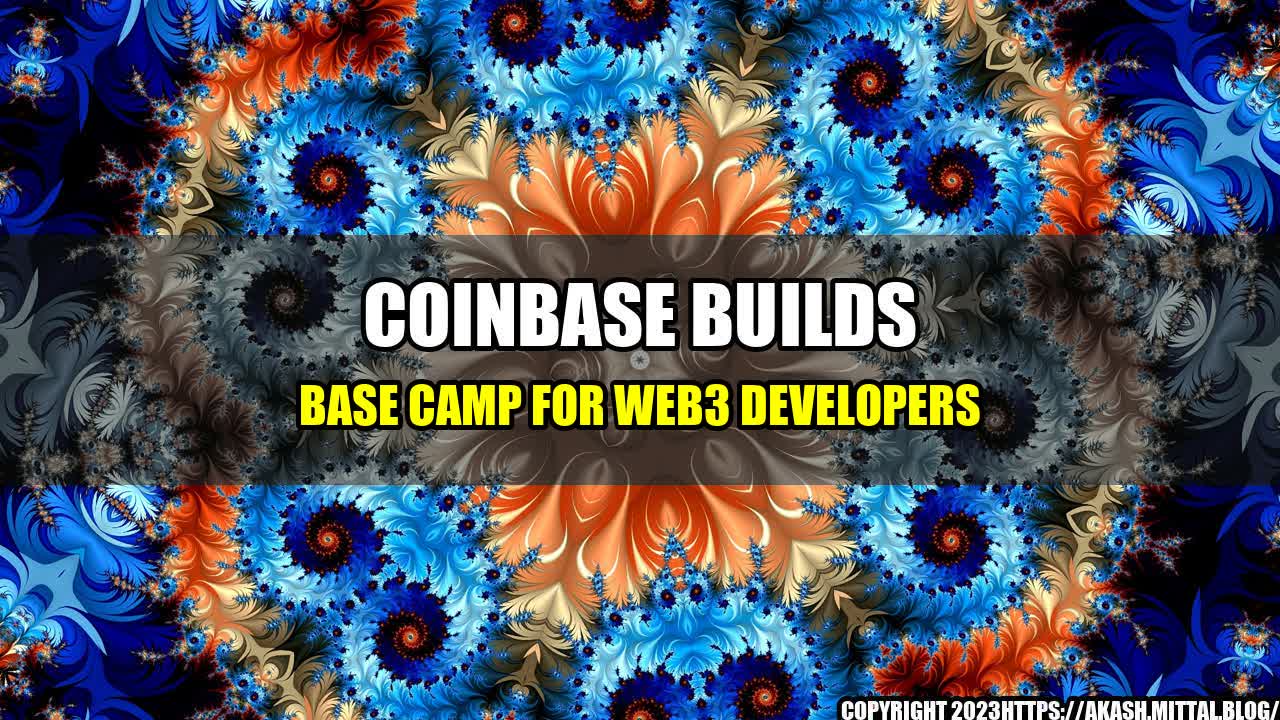 COINBASE BUILDS
BASE CAMP FOR WEB3 DEVELOPERS
COPYRIGHT 2023HTTPS://AKASH.MITTAL.BLOG/